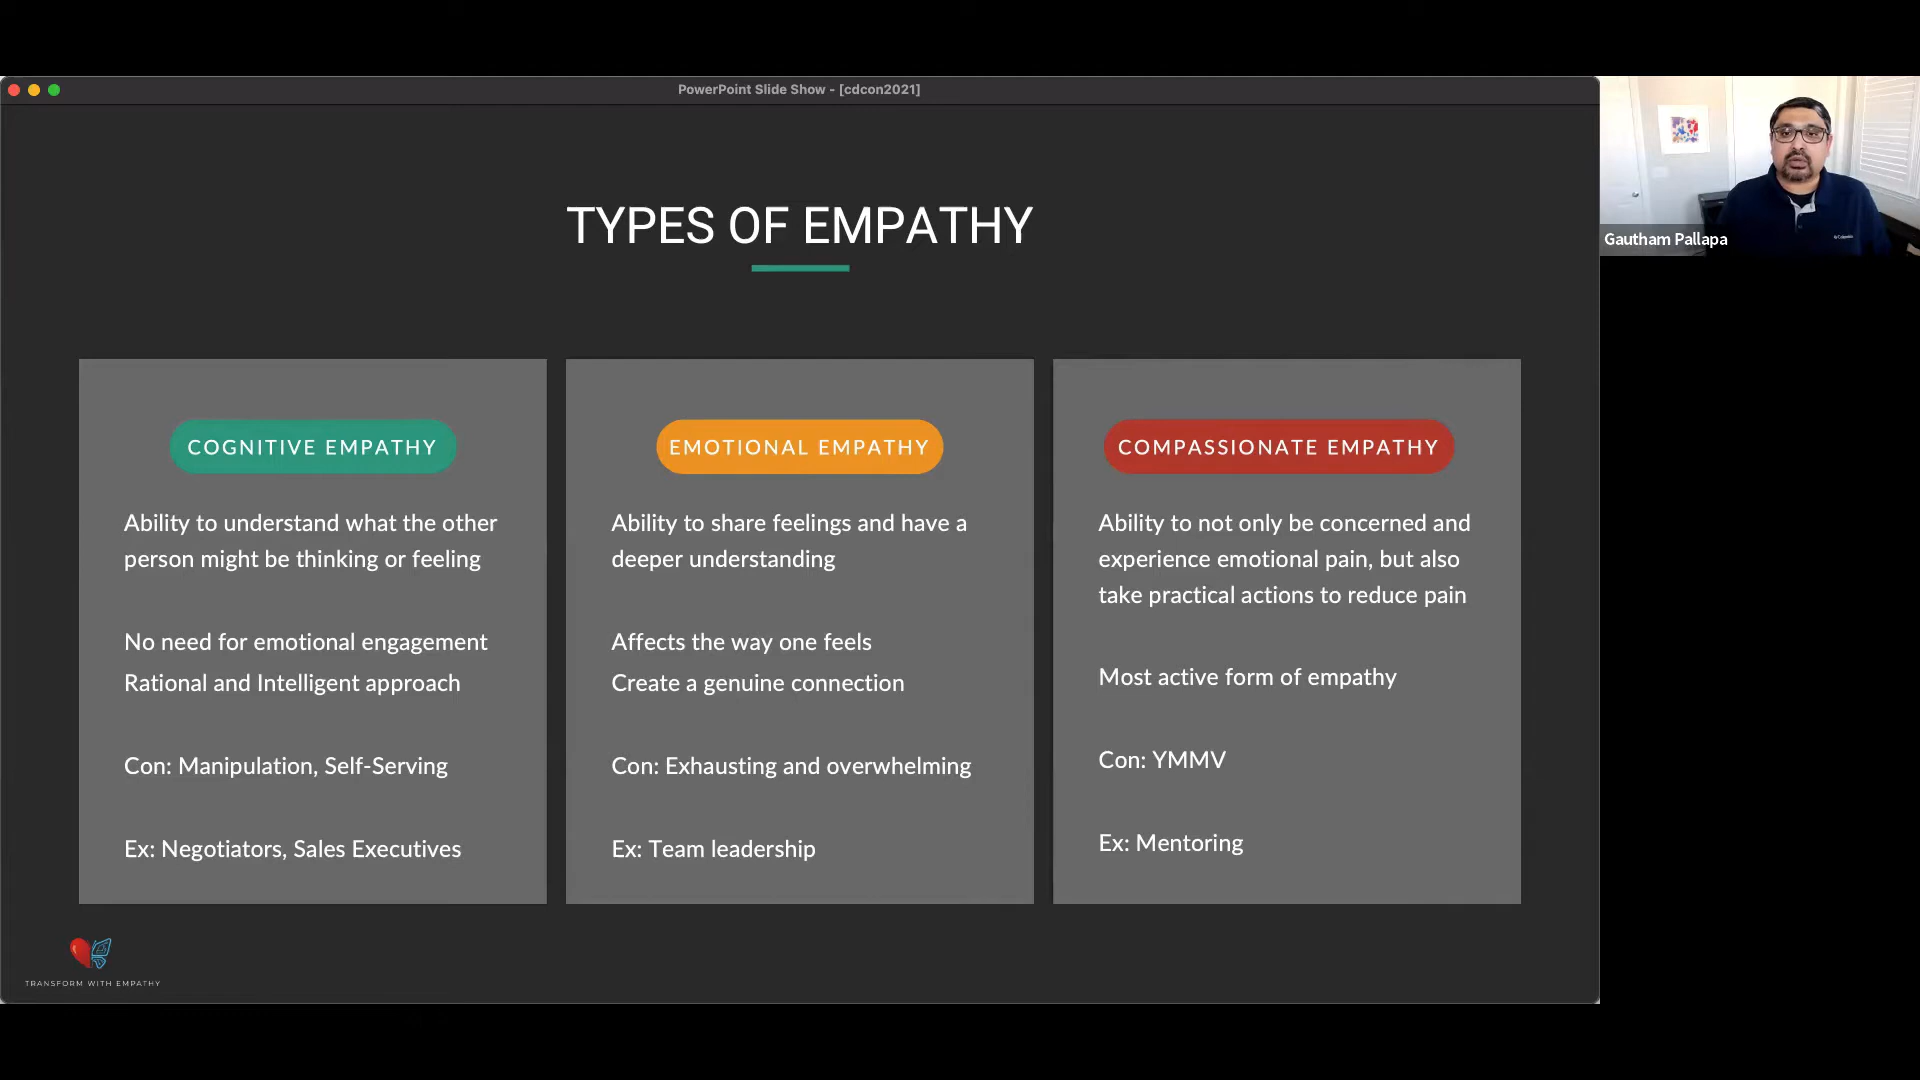 PowerPoint Slide Show - [cdcon2021]
TYPES OF EMPATHY
COGNITIVE EMPATHY
Ability to understand what the other
person might be thinking or feeling
No need for emotional engagement
Rational and Intelligent approach
Con: Manipulation, Self-Serving
Ex: Negotiators, Sales Executives
EMOTIONAL EMPATHY
Ability to share feelings and have a
deeper understanding
Affects the way one feels
Create a genuine connection
Con: Exhausting and overwhelming
Ex: Team leadership
COMPASSIONATE EMPATHY
Ability to not only be concerned and
experience emotional pain, but also
take practical actions to reduce pain
Most active form of empathy
Con: YMMV
Ex: Mentoring
TRANSFORM WITH EMPATHY
Gautham Pallapa